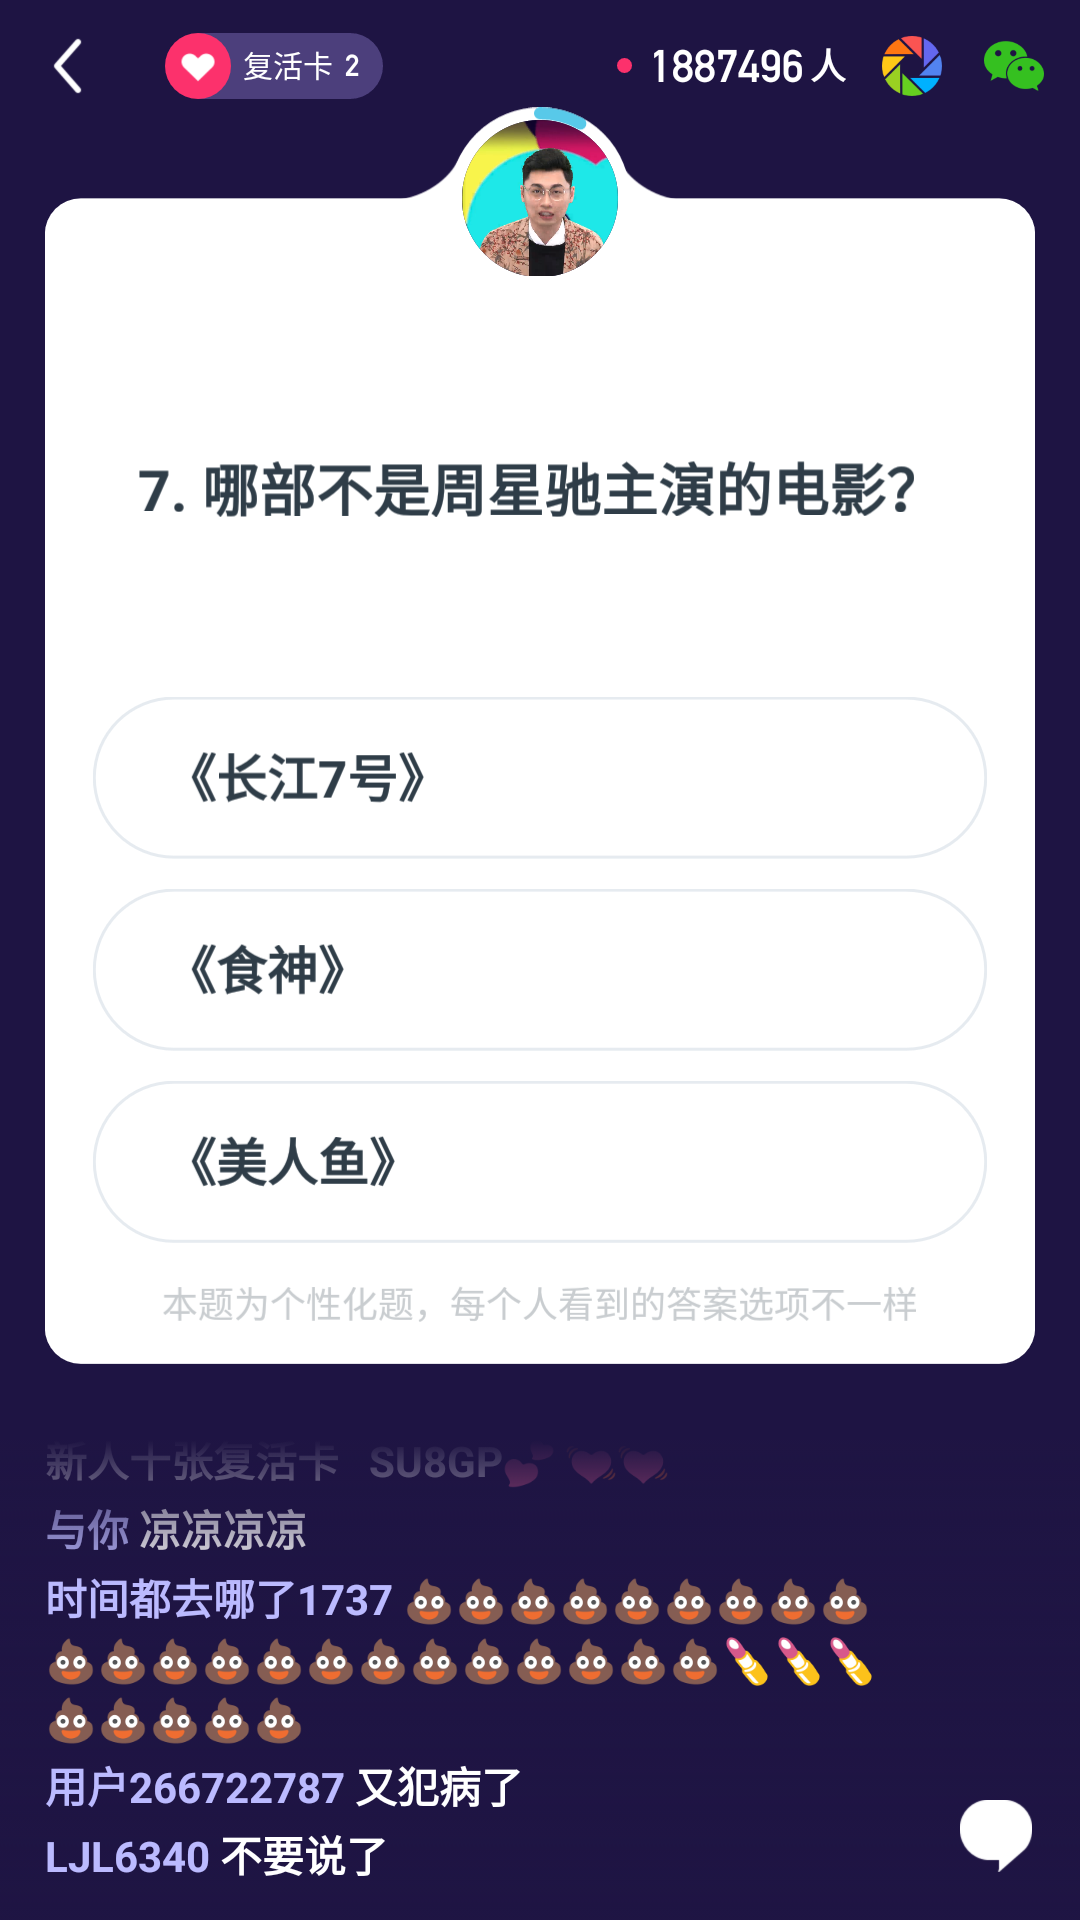 复活卡 2
1887496 人
7. 哪部不是周星驰主演的电影?
《长江7号》
《食神》
《美人鱼》
本题为个性化题，每个人看到的答案选项不一样
新人十张复活卡 SU8GP💕💓💓
与你 凉凉凉凉
时间都去哪了1737 💩💩💩💩💩💩💩💩💩
💩💩💩💩💩💩💩💩💩💩💩💩💩💄💄💄
💩💩💩💩💩
用户266722787 又犯病了
LJL6340 不要说了